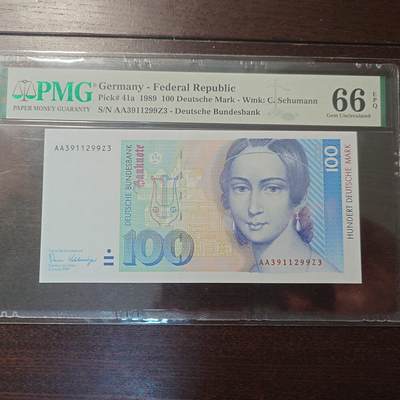 PMG
PAPER MONEY GUARANTY
Germany - Federal Republic
Pick# 41a 1989 100 Deutsche Mark - Wmk: C. Schumann
S/N AA3911299Z3 - Deutsche Bundesbank
66 EPQ
Gem Uncirculated
AA3911299Z3
DEUTSCHE BUNDESBANK
Banknote
100
100
HUNDERT DEUTSCHE MARK
AA3911299Z3